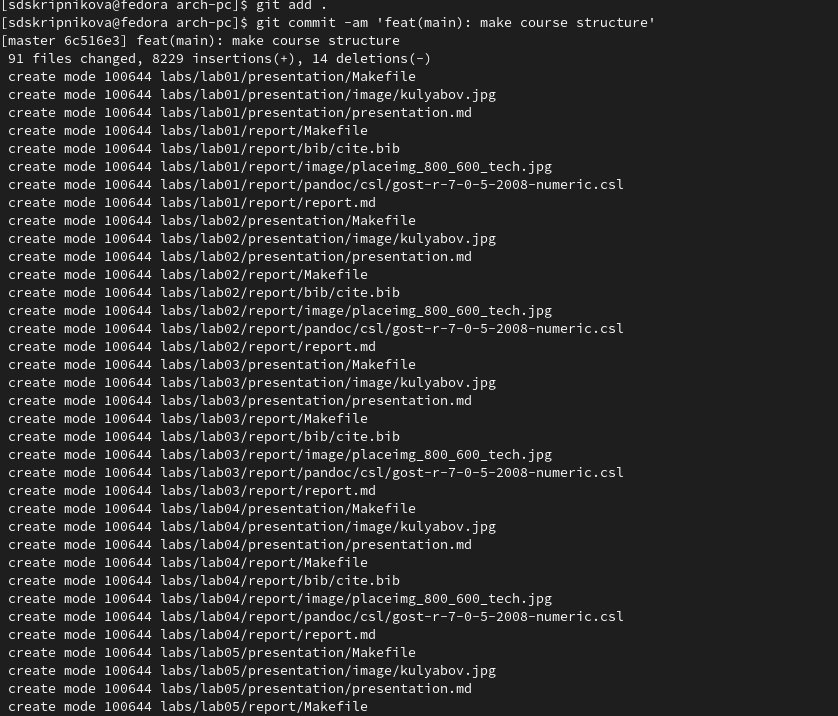 [sdskripnikova@fedora arch-pc]$ git add .
[sdskripnikova@fedora arch-pc]$ git commit -am 'feat(main): make course structure'
[master 6c516e3] feat(main): make course structure
 91 files changed, 8229 insertions(+), 14 deletions(-)
 create mode 100644 labs/lab01/presentation/Makefile
 create mode 100644 labs/lab01/presentation/image/kulyabov.jpg
 create mode 100644 labs/lab01/presentation/presentation.md
 create mode 100644 labs/lab01/report/Makefile
 create mode 100644 labs/lab01/report/bib/cite.bib
 create mode 100644 labs/lab01/report/image/placeimg_800_600_tech.jpg
 create mode 100644 labs/lab01/report/pandoc/csl/gost-r-7-0-5-2008-numeric.csl
 create mode 100644 labs/lab01/report/report.md
 create mode 100644 labs/lab02/presentation/Makefile
 create mode 100644 labs/lab02/presentation/image/kulyabov.jpg
 create mode 100644 labs/lab02/presentation/presentation.md
 create mode 100644 labs/lab02/report/Makefile
 create mode 100644 labs/lab02/report/bib/cite.bib
 create mode 100644 labs/lab02/report/image/placeimg_800_600_tech.jpg
 create mode 100644 labs/lab02/report/pandoc/csl/gost-r-7-0-5-2008-numeric.csl
 create mode 100644 labs/lab02/report/report.md
 create mode 100644 labs/lab03/presentation/Makefile
 create mode 100644 labs/lab03/presentation/image/kulyabov.jpg
 create mode 100644 labs/lab03/presentation/presentation.md
 create mode 100644 labs/lab03/report/Makefile
 create mode 100644 labs/lab03/report/bib/cite.bib
 create mode 100644 labs/lab03/report/image/placeimg_800_600_tech.jpg
 create mode 100644 labs/lab03/report/pandoc/csl/gost-r-7-0-5-2008-numeric.csl
 create mode 100644 labs/lab03/report/report.md
 create mode 100644 labs/lab04/presentation/Makefile
 create mode 100644 labs/lab04/presentation/image/kulyabov.jpg
 create mode 100644 labs/lab04/presentation/presentation.md
 create mode 100644 labs/lab04/report/Makefile
 create mode 100644 labs/lab04/report/bib/cite.bib
 create mode 100644 labs/lab04/report/image/placeimg_800_600_tech.jpg
 create mode 100644 labs/lab04/report/pandoc/csl/gost-r-7-0-5-2008-numeric.csl
 create mode 100644 labs/lab04/report/report.md
 create mode 100644 labs/lab05/presentation/Makefile
 create mode 100644 labs/lab05/presentation/image/kulyabov.jpg
 create mode 100644 labs/lab05/presentation/presentation.md
 create mode 100644 labs/lab05/report/Makefile